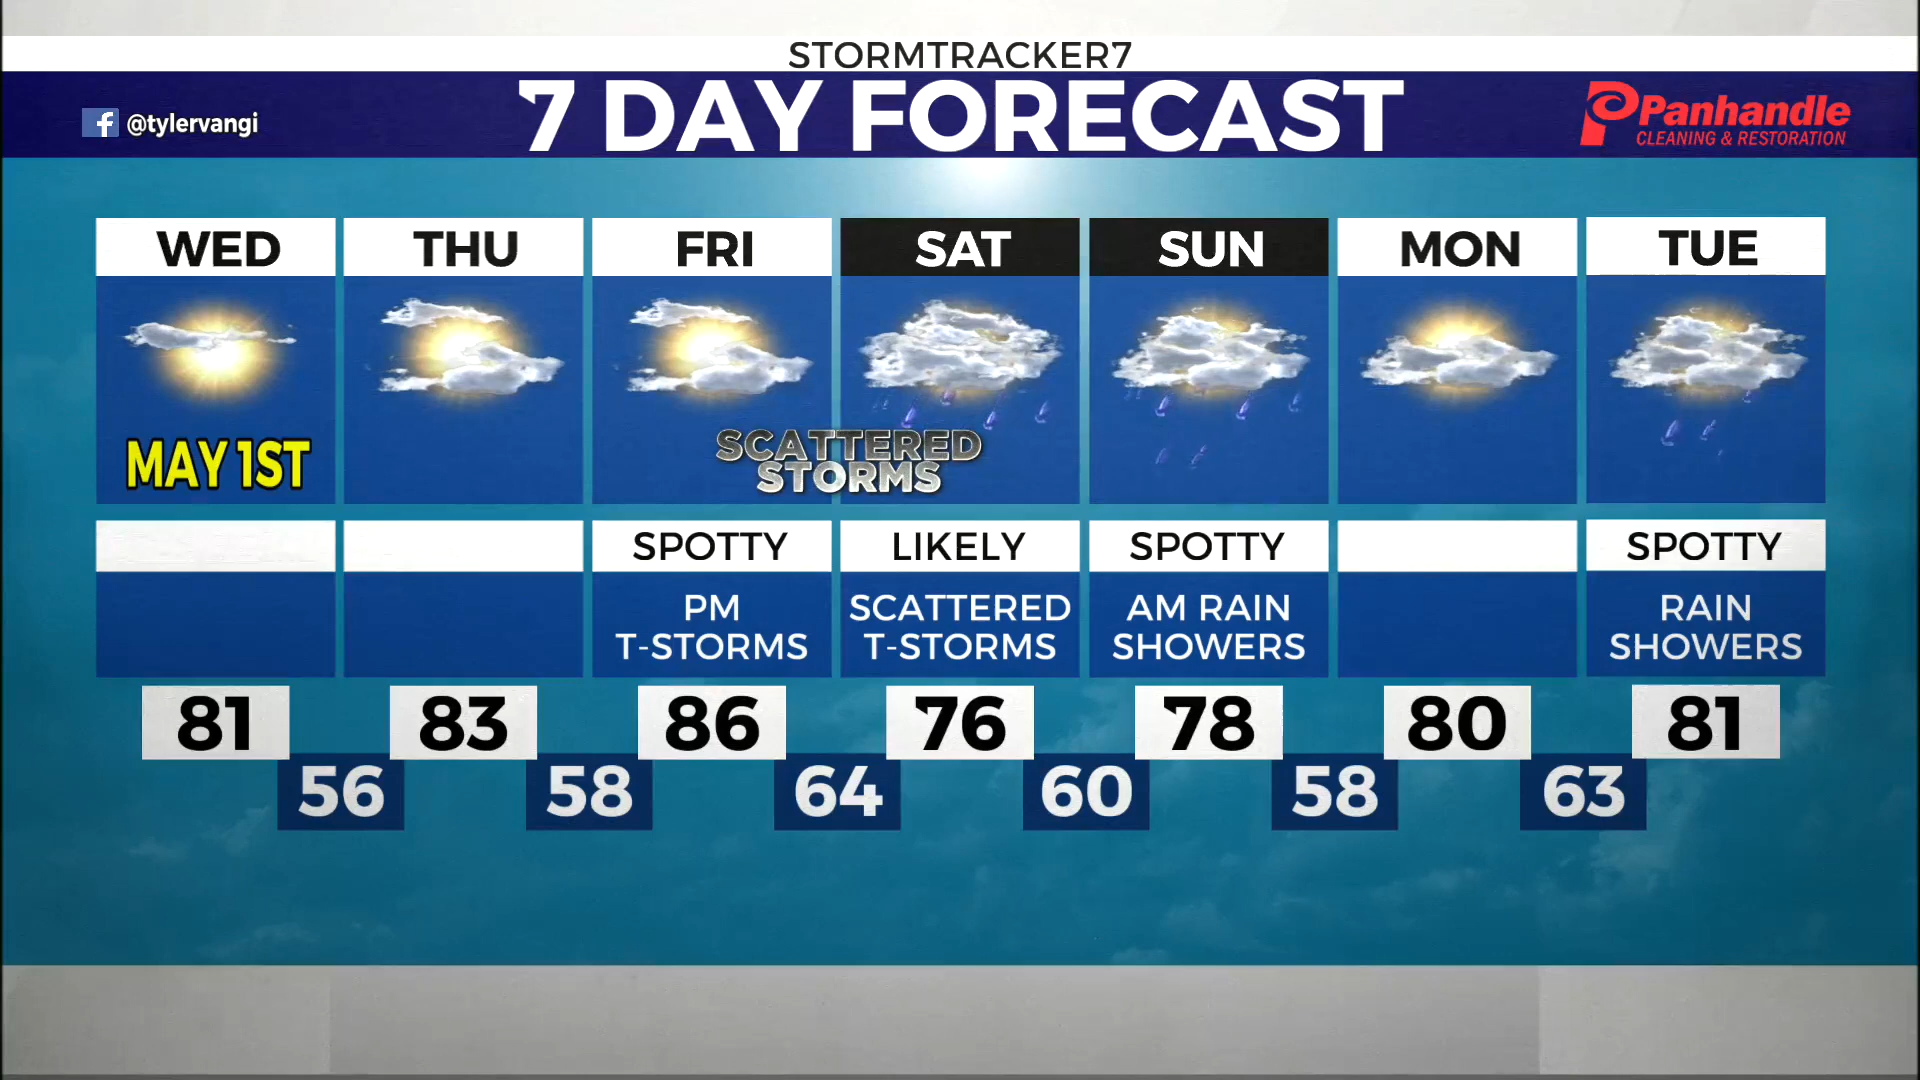 STORMTRACKER7
7 DAY FORECAST
@tylervangi
Panhandle
CLEANING & RESTORATION
WED
THU
FRI
SAT
SUN
MON
TUE
MAY 1ST
SCATTERED
STORMS
SPOTTY
PM
T-STORMS
LIKELY
SCATTERED
T-STORMS
SPOTTY
AM RAIN
SHOWERS
SPOTTY
RAIN
SHOWERS
81
83
86
76
78
80
81
56
58
64
60
58
63